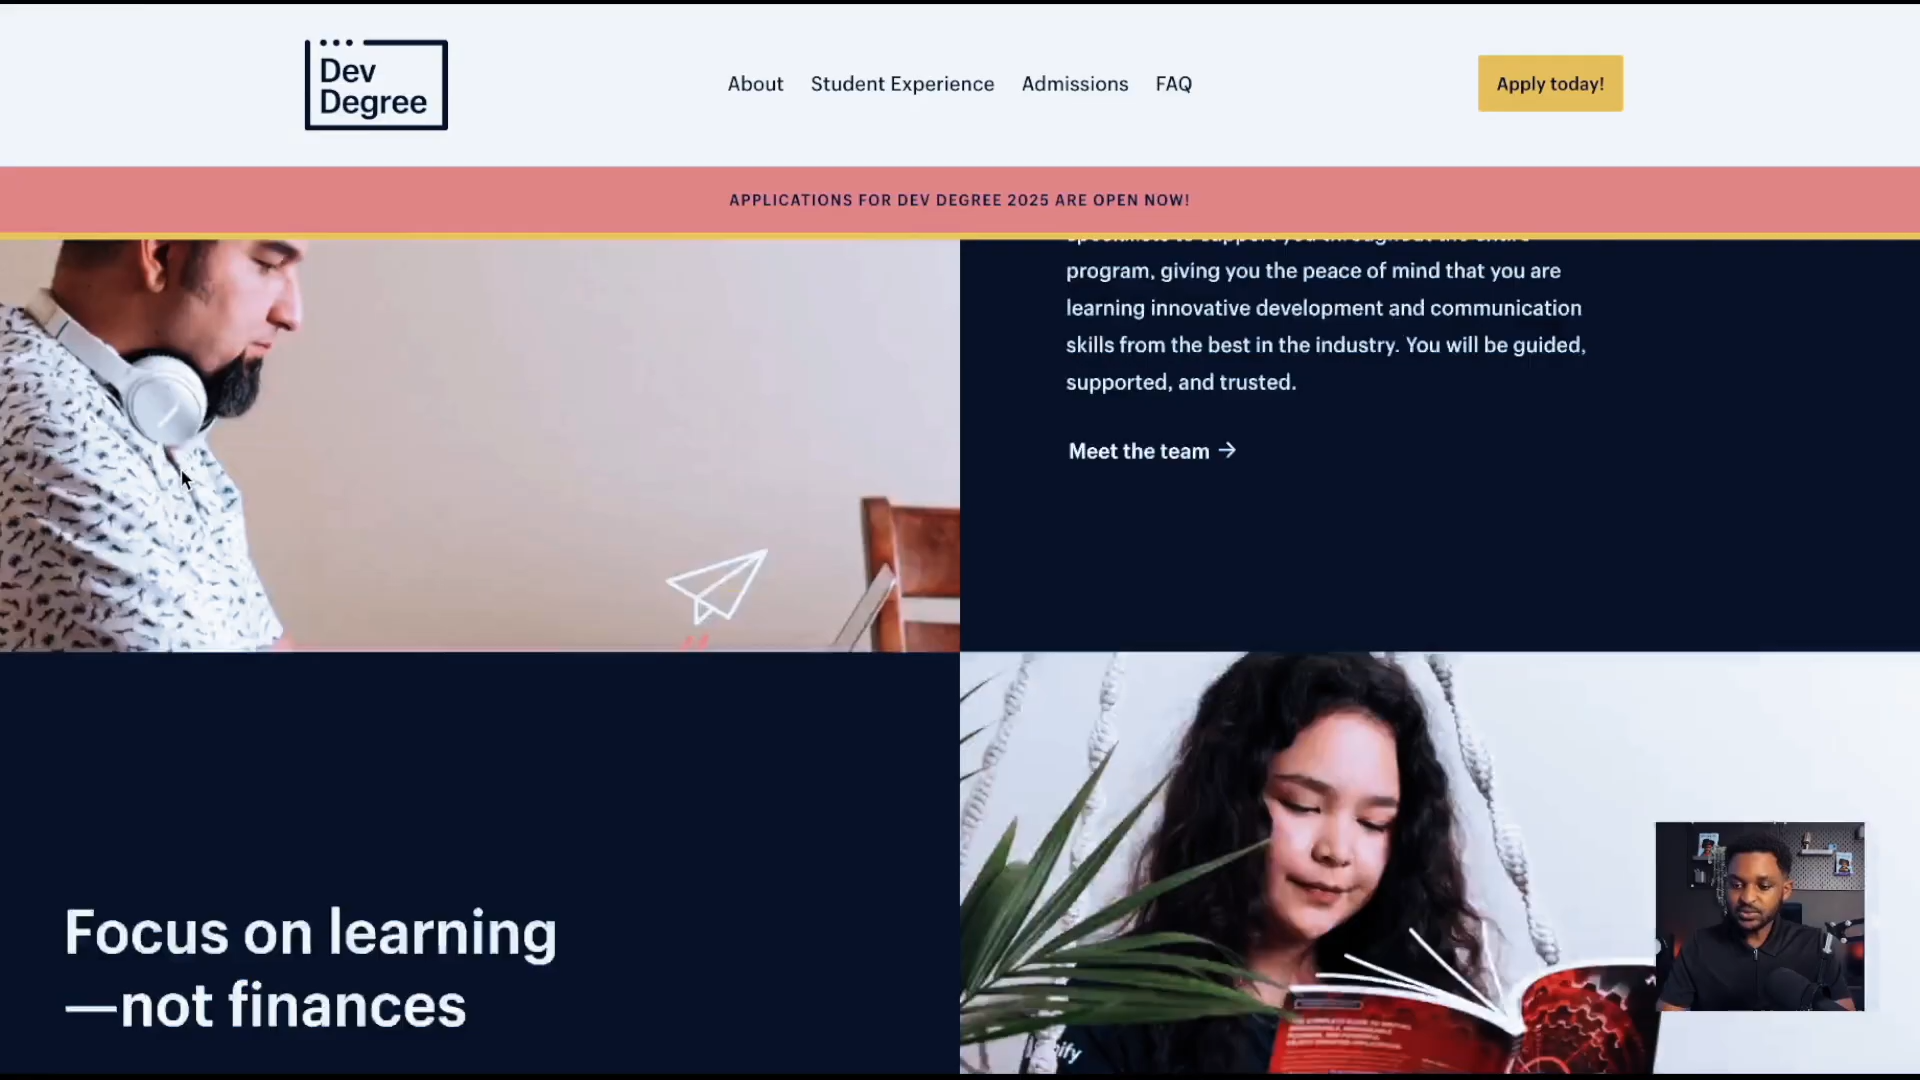 Dev
Degree
About
Student Experience
Admissions
FAQ
Apply today!
APPLICATIONS FOR DEV DEGREE 2025 ARE OPEN NOW!
program, giving you the peace of mind that you are
learning innovative development and communication
skills from the best in the industry. You will be guided,
supported, and trusted.
Meet the team →
Focus on learning
—not finances